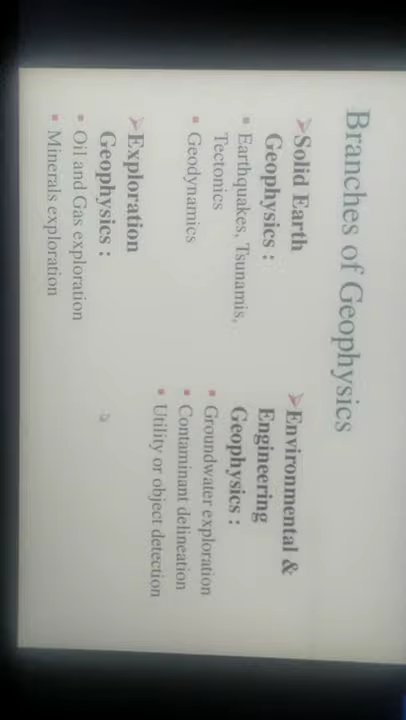 Branches of Geophysics
➢Solid Earth
Geophysics :
▪ Earthquakes, Tsunamis,
Tectonics
▪ Geodynamics
➢Exploration
Geophysics :
▪ Oil and Gas exploration
▪ Minerals exploration
➢Environmental &
Engineering
Geophysics :
▪ Groundwater exploration
▪ Contaminant delineation
▪ Utility or object detection